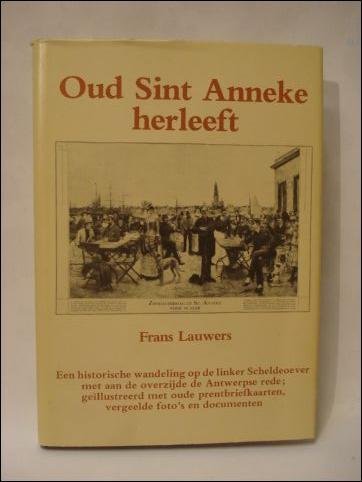 Oud Sint Anneke
herleeft
Frans Lauwers
Een historische wandeling op de linker Scheldeoever
met aan de overzijde de Antwerpse rede;
geïllustreerd met oude prentbriefkaarten,
vergeelde foto's en documenten